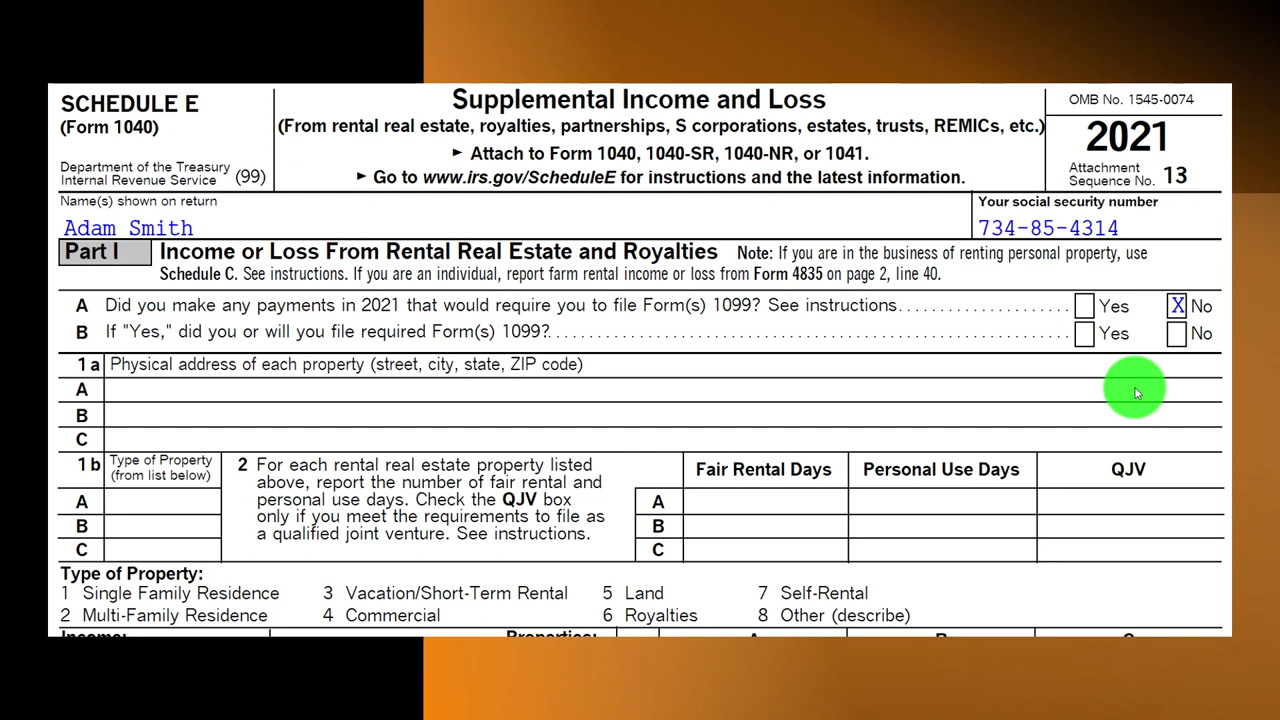 SCHEDULE E
(Form 1040)
Department of the Treasury
Internal Revenue Service (99)
Supplemental Income and Loss
(From rental real estate, royalties, partnerships, S corporations, estates, trusts, REMICs, etc.)
► Attach to Form 1040, 1040-SR, 1040-NR, or 1041.
► Go to www.irs.gov/ScheduleE for instructions and the latest information.
OMB No. 1545-0074
2021
Attachment
Sequence No. 13
Name(s) shown on return
Adam Smith
Your social security number
734-85-4314
Part I Income or Loss From Rental Real Estate and Royalties Note: If you are in the business of renting personal property, use
Schedule C. See instructions. If you are an individual, report farm rental income or loss from Form 4835 on page 2, line 40.
A Did you make any payments in 2021 that would require you to file Form(s) 1099? See instructions Yes X No
B If "Yes," did you or will you file required Form(s) 1099? Yes No
1a Physical address of each property (street, city, state, ZIP code)
A
B
C
1b Type of Property
(from list below)
A
B
C
2 For each rental real estate property listed
above, report the number of fair rental and
personal use days. Check the QJV box
only if you meet the requirements to file as
a qualified joint venture. See instructions.
Fair Rental Days Personal Use Days QJV
A
B
C
Type of Property:
1 Single Family Residence 3 Vacation/Short-Term Rental 5 Land 7 Self-Rental
2 Multi-Family Residence 4 Commercial 6 Royalties 8 Other (describe)
Income: Properties: A B C